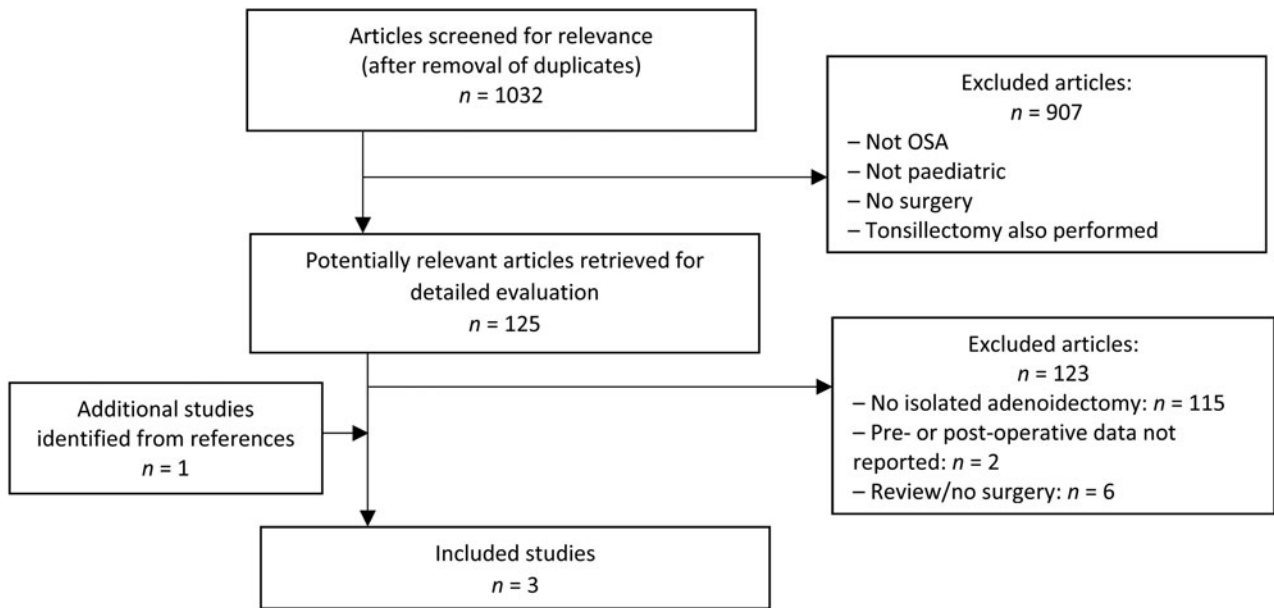 Articles screened for relevance
(after removal of duplicates)
n = 1032
Excluded articles:
n = 907
– Not OSA
– Not paediatric
– No surgery
– Tonsillectomy also performed
Potentially relevant articles retrieved for
detailed evaluation
n = 125
Excluded articles:
n = 123
– No isolated adenoidectomy: n = 115
– Pre- or post-operative data not
reported: n = 2
– Review/no surgery: n = 6
Additional studies
identified from references
n = 1
Included studies
n = 3